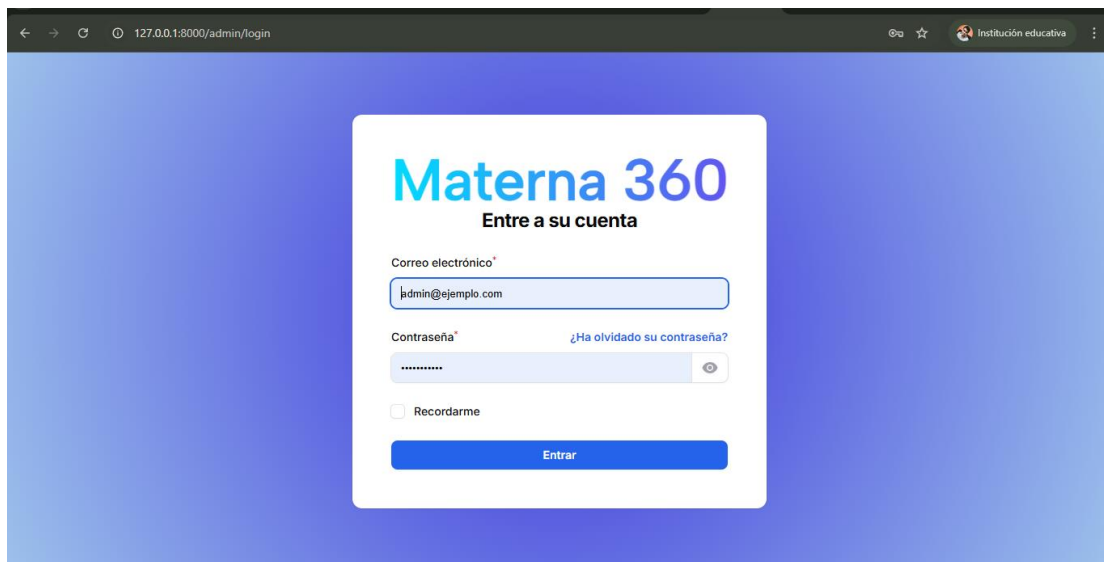 127.0.0.1:8000/admin/login
Institución educativa
Materna 360
Entre a su cuenta
Correo electrónico*
admin@ejemplo.com
Contraseña* ¿Ha olvidado su contraseña?
•••••••••••
Recordarme
Entrar